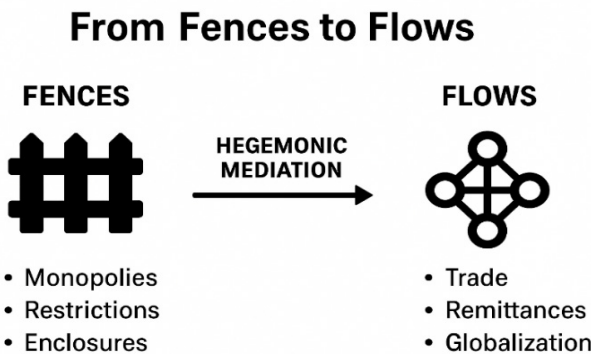 From Fences to Flows
FENCES
HEGEMONIC
MEDIATION
FLOWS
• Monopolies
• Restrictions
• Enclosures
• Trade
• Remittances
• Globalization